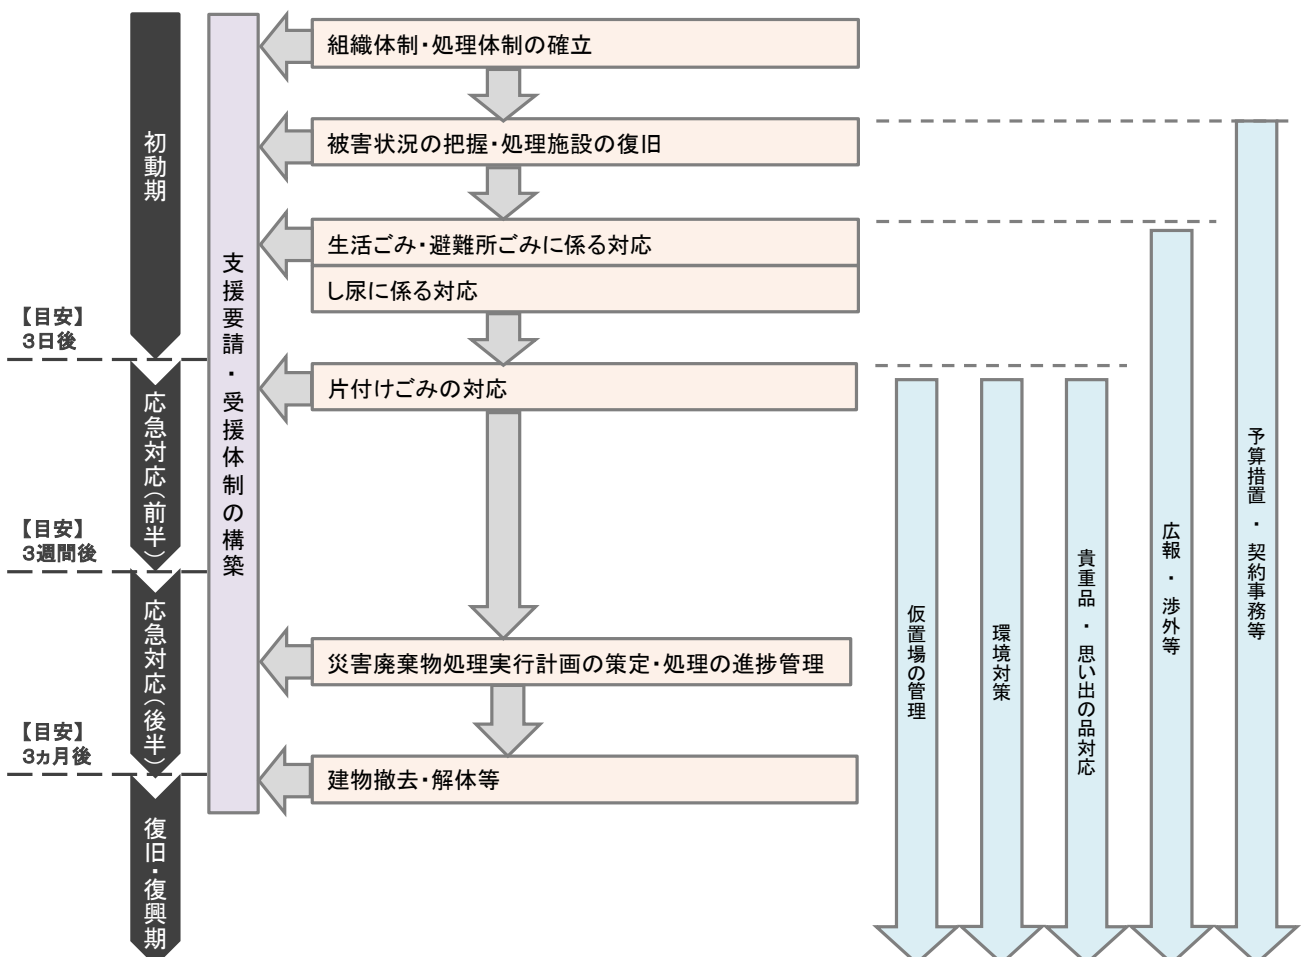 初動期
【目安】
3日後
応急対応(前半)
【目安】
3週間後
応急対応(後半)
【目安】
3ヵ月後
復旧・復興期
支援要請・受援体制の構築
組織体制・処理体制の確立
被害状況の把握・処理施設の復旧
生活ごみ・避難所ごみに係る対応
し尿に係る対応
片付けごみの対応
災害廃棄物処理実行計画の策定・処理の進捗管理
建物撤去・解体等
仮置場の管理
環境対策
貴重品・思い出の品対応
広報・渉外等
予算措置・契約事務等